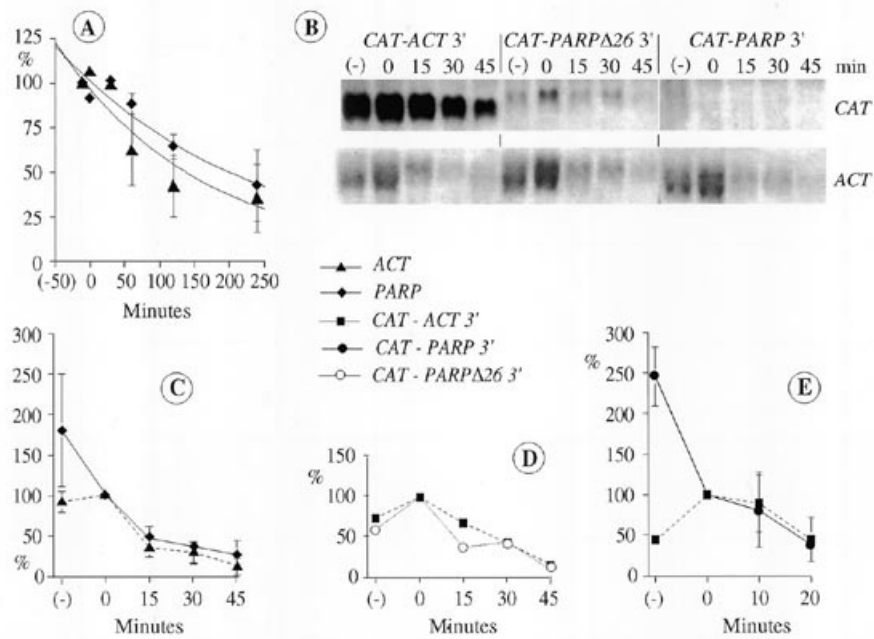 A
125
%
100
75
50
25
0
(-50) 0 50 100 150 200 250
Minutes
B
CAT-ACT 3' CAT-PARPΔ26 3' CAT-PARP 3'
(-) 0 15 30 45 (-) 0 15 30 45 (-) 0 15 30 45 min
CAT
ACT
ACT
PARP
CAT - ACT 3'
CAT - PARP 3'
CAT - PARPΔ26 3'
C
300
250
200
150
100
50
%
0
(-) 0 15 30 45
Minutes
D
%
150
100
50
0
(-) 0 15 30 45
Minutes
E
300
%
250
200
150
100
50
0
(-) 0 10 20
Minutes